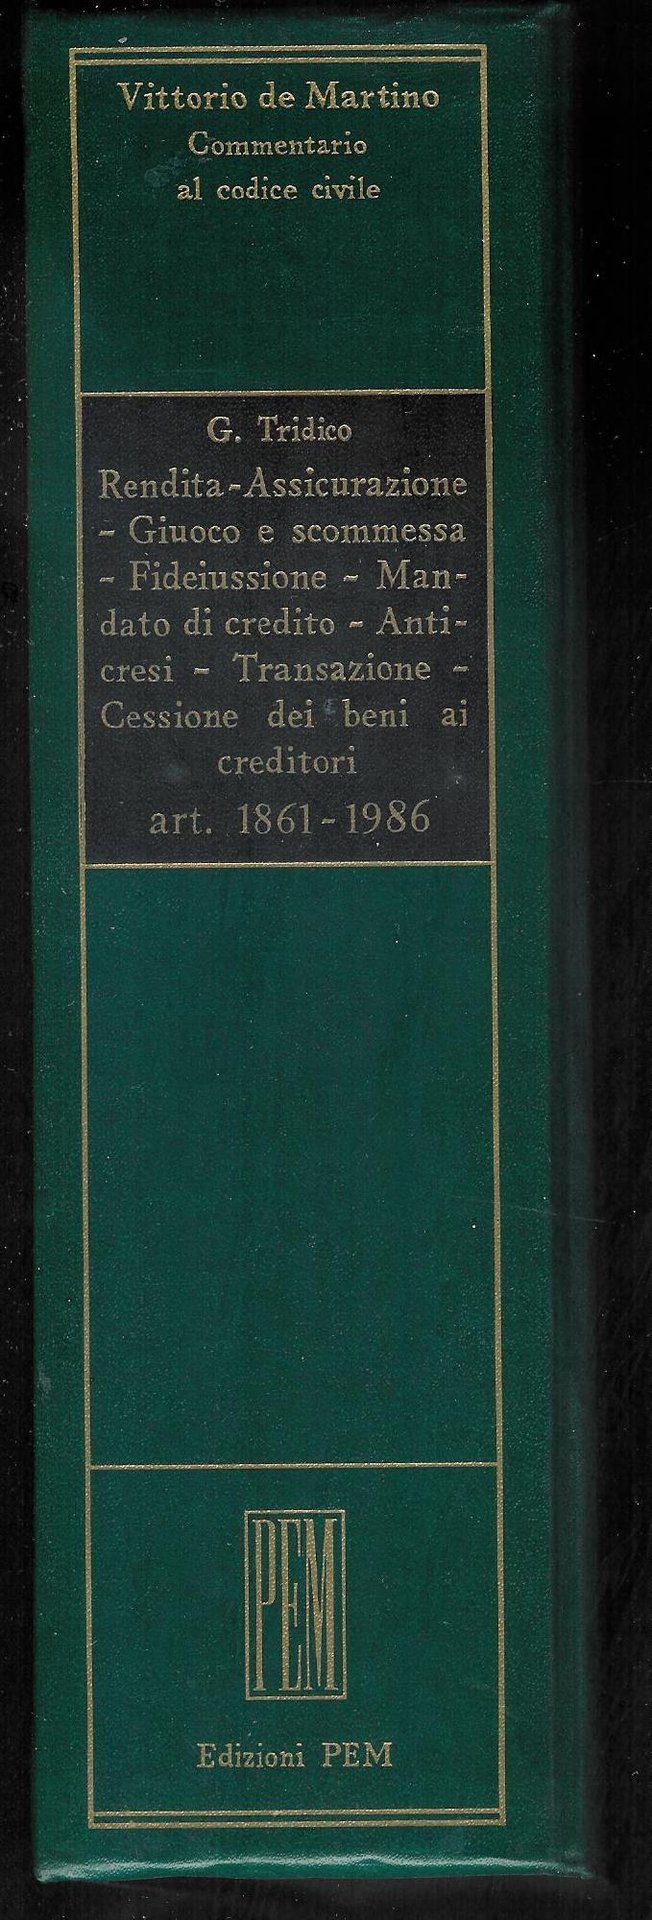 Vittorio de Martino
Commentario
al codice civile
G. Tridico
Rendita-Assicurazione
- Giuoco e scommessa
- Fideiussione - Man-
dato di credito - Anti-
cresi - Transazione -
Cessione dei beni ai
creditori
art. 1861-1986
PEM
Edizioni PEM